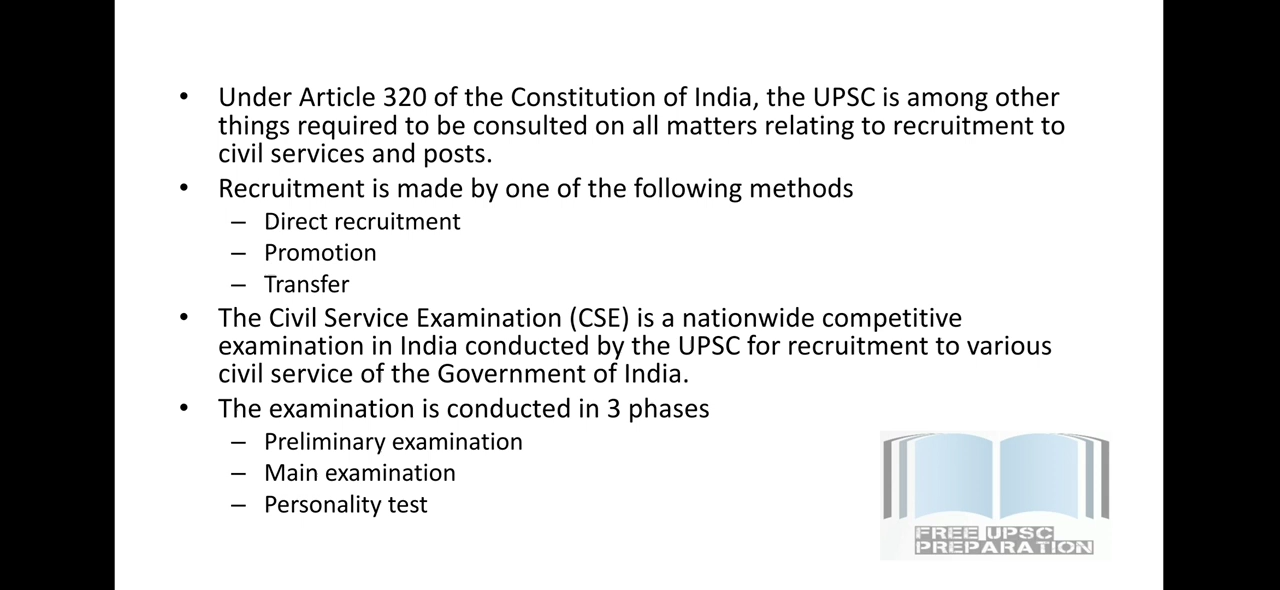 • Under Article 320 of the Constitution of India, the UPSC is among other
things required to be consulted on all matters relating to recruitment to
civil services and posts.
• Recruitment is made by one of the following methods
– Direct recruitment
– Promotion
– Transfer
• The Civil Service Examination (CSE) is a nationwide competitive
examination in India conducted by the UPSC for recruitment to various
civil service of the Government of India.
• The examination is conducted in 3 phases
– Preliminary examination
– Main examination
– Personality test
FREE UPSC
PREPARATION